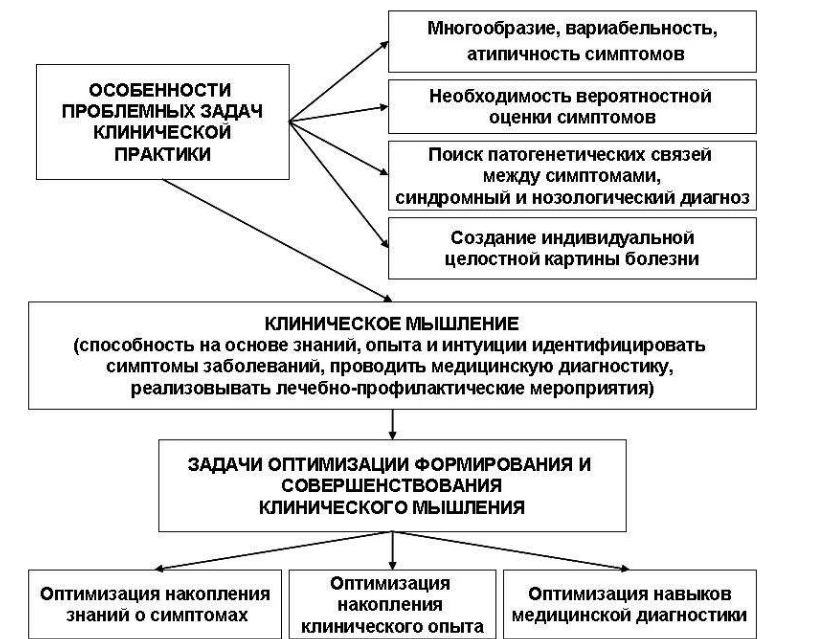 ОСОБЕННОСТИ
ПРОБЛЕМНЫХ ЗАДАЧ
КЛИНИЧЕСКОЙ
ПРАКТИКИ
Многообразие, вариабельность,
атипичность симптомов
Необходимость вероятностной
оценки симптомов
Поиск патогенетических связей
между симптомами,
синдромный и нозологический диагноз
Создание индивидуальной
целостной картины болезни
КЛИНИЧЕСКОЕ МЫШЛЕНИЕ
(способность на основе знаний, опыта и интуиции идентифицировать
симптомы заболеваний, проводить медицинскую диагностику,
реализовывать лечебно-профилактические мероприятия)
ЗАДАЧИ ОПТИМИЗАЦИИ ФОРМИРОВАНИЯ И
СОВЕРШЕНСТВОВАНИЯ
КЛИНИЧЕСКОГО МЫШЛЕНИЯ
Оптимизация накопления
знаний о симптомах
Оптимизация
накопления
клинического опыта
Оптимизация навыков
медицинской диагностики